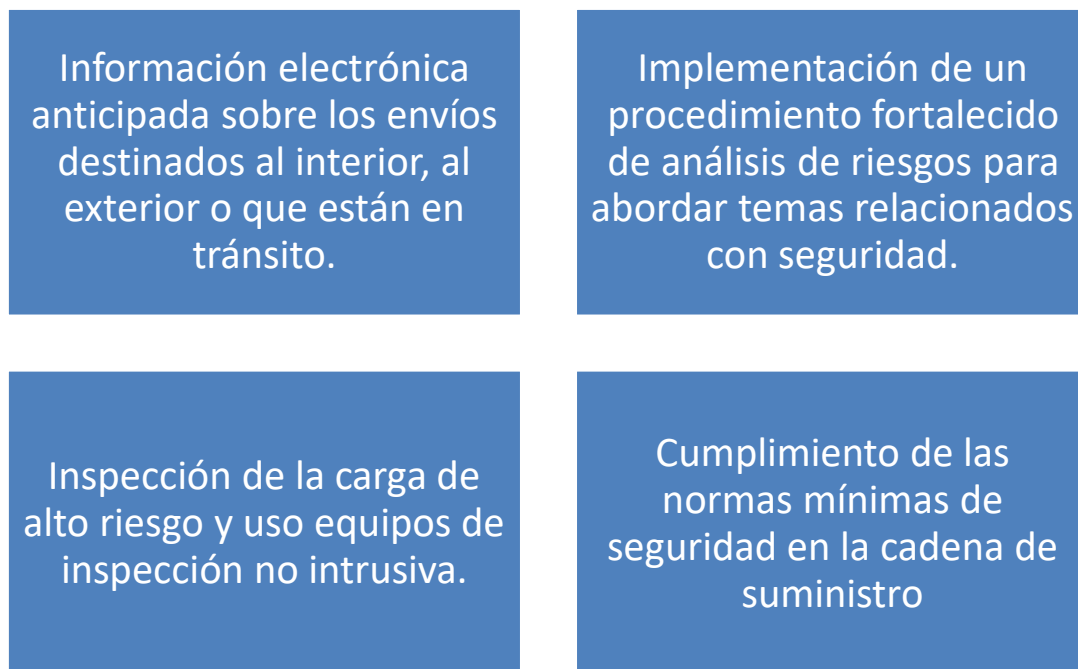 Información electrónica
anticipada sobre los envíos
destinados al interior, al
exterior o que están en
tránsito.
Implementación de un
procedimiento fortalecido
de análisis de riesgos para
abordar temas relacionados
con seguridad.
Inspección de la carga de
alto riesgo y uso equipos de
inspección no intrusiva.
Cumplimiento de las
normas mínimas de
seguridad en la cadena de
suministro